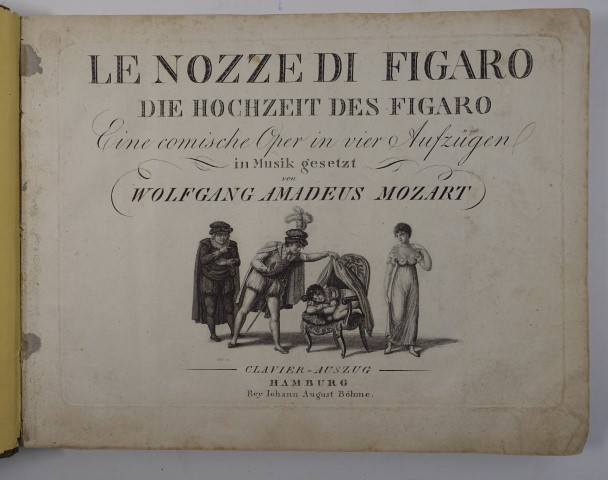 LE NOZZE DI FIGARO
DIE HOCHZEIT DES FIGARO
Eine comische Oper in vier Aufzügen
in Musik gesetzt
von
WOLFGANG AMADEUS MOZART
CLAVIER-AUSZUG
HAMBURG
Bey Iohann August Böhme.